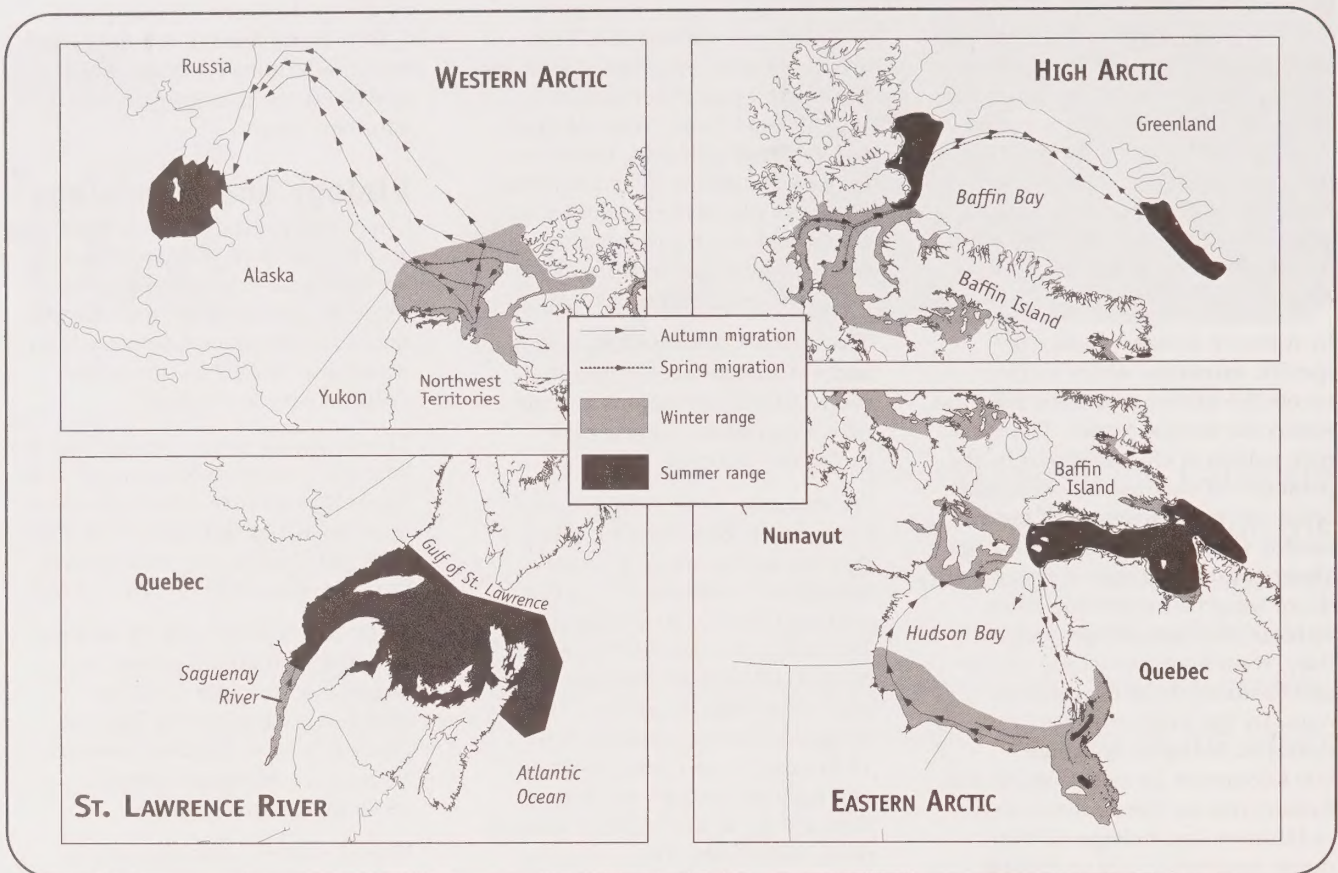 WESTERN ARCTIC
Russia
Alaska
Yukon
Northwest
Territories
HIGH ARCTIC
Greenland
Baffin Bay
Baffin Island
Autumn migration
Spring migration
Winter range
Summer range
Quebec
Gulf of St. Lawrence
Saguenay
River
Atlantic
Ocean
ST. LAWRENCE RIVER
Baffin
Island
Nunavut
Hudson Bay
Quebec
EASTERN ARCTIC